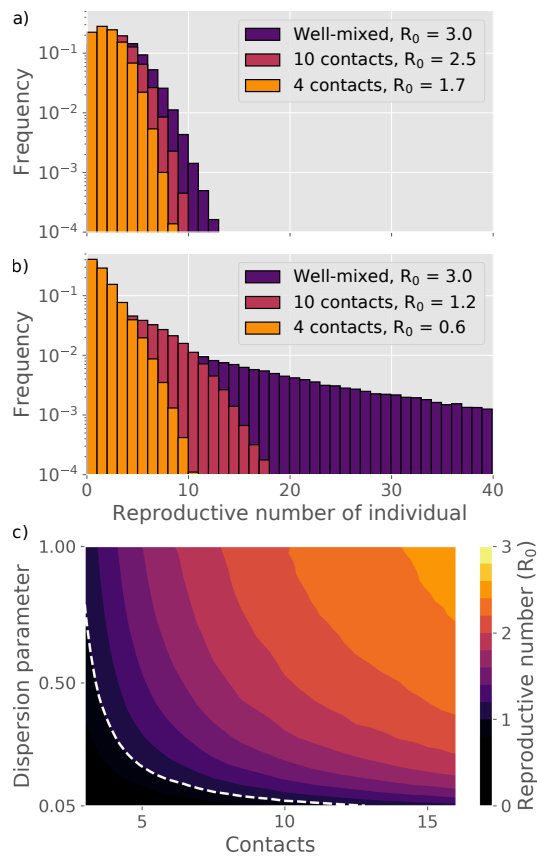 a)
Frequency
10⁻¹
10⁻²
10⁻³
10⁻⁴
Well-mixed, R₀ = 3.0
10 contacts, R₀ = 2.5
4 contacts, R₀ = 1.7
b)
Frequency
10⁻¹
10⁻²
10⁻³
10⁻⁴
Well-mixed, R₀ = 3.0
10 contacts, R₀ = 1.2
4 contacts, R₀ = 0.6
0 10 20 30 40
Reproductive number of individual
c)
Dispersion parameter
1.00
0.50
0.05
5 10 15
Contacts
3
2
1
0
Reproductive number (R₀)